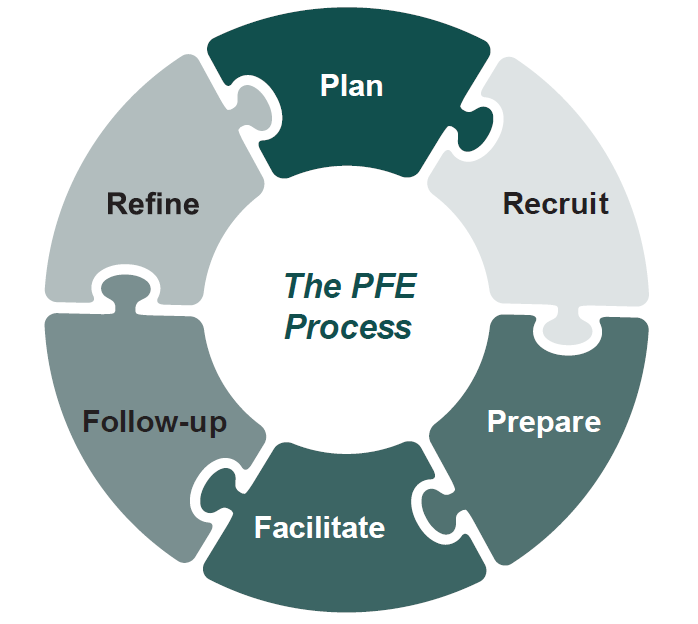 Plan
Recruit
Prepare
Facilitate
Follow-up
Refine
The PFE
Process